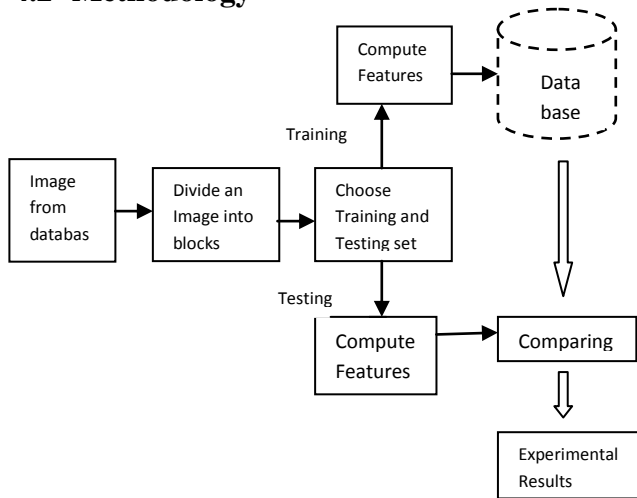 Methodology
Compute
Features
Data
base
Training
Image
from
databas
Divide an
Image into
blocks
Choose
Training and
Testing set
Testing
Compute
Features
Comparing
Experimental
Results